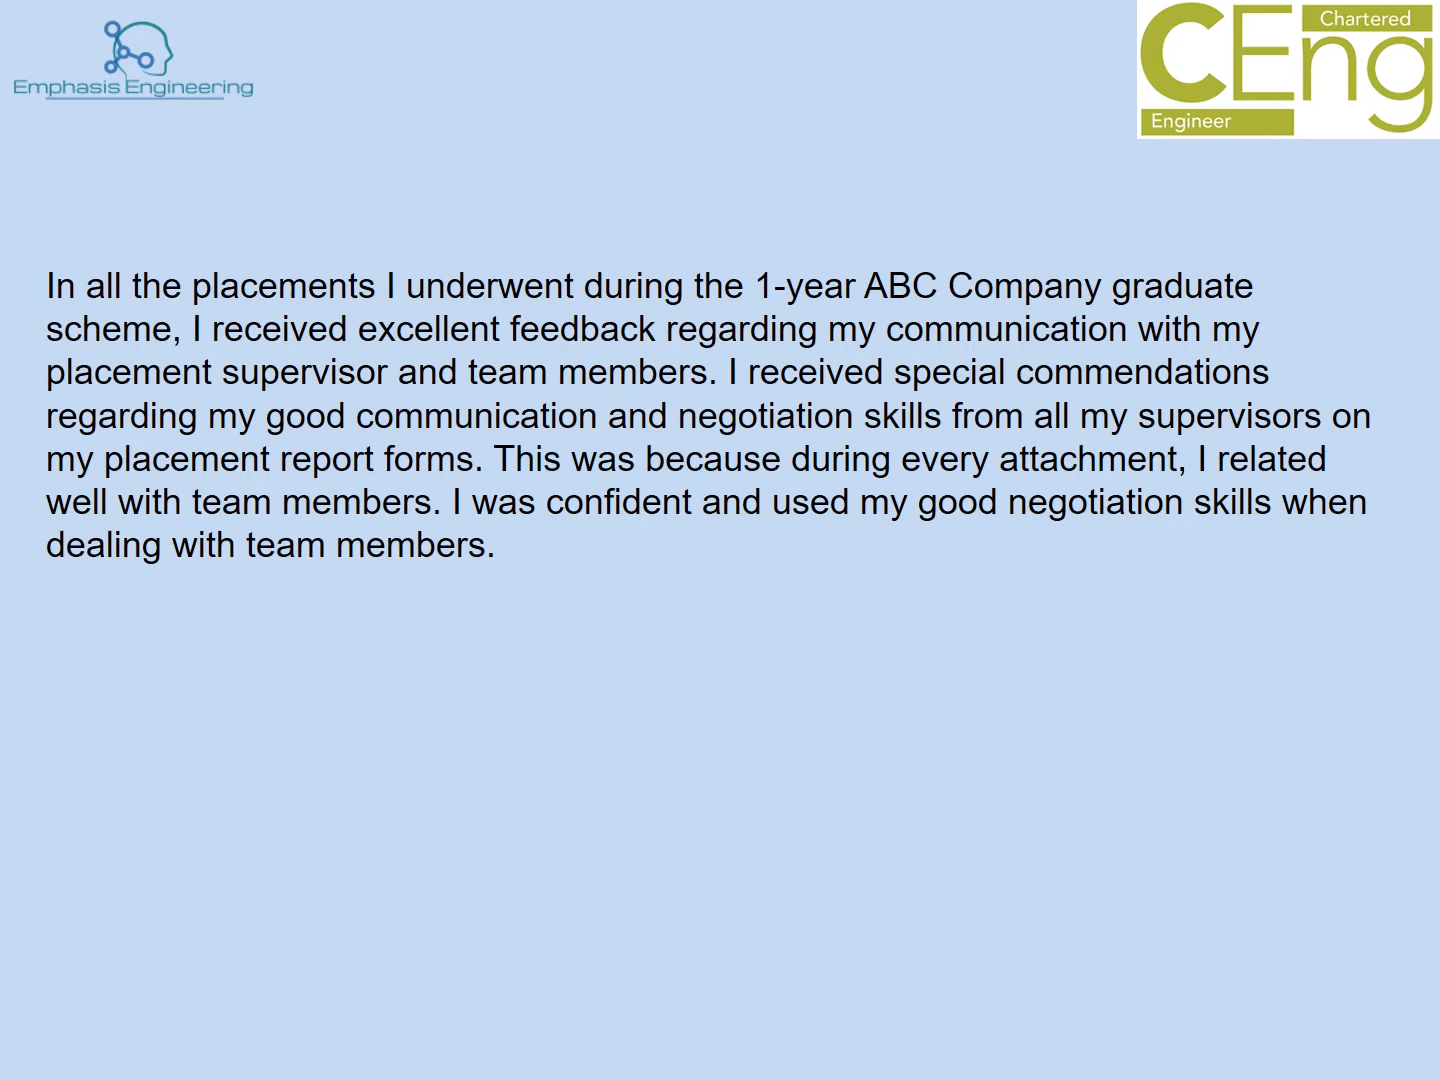 Emphasis Engineering
CEng
Chartered
Engineer
In all the placements I underwent during the 1-year ABC Company graduate
scheme, I received excellent feedback regarding my communication with my
placement supervisor and team members. I received special commendations
regarding my good communication and negotiation skills from all my supervisors on
my placement report forms. This was because during every attachment, I related
well with team members. I was confident and used my good negotiation skills when
dealing with team members.